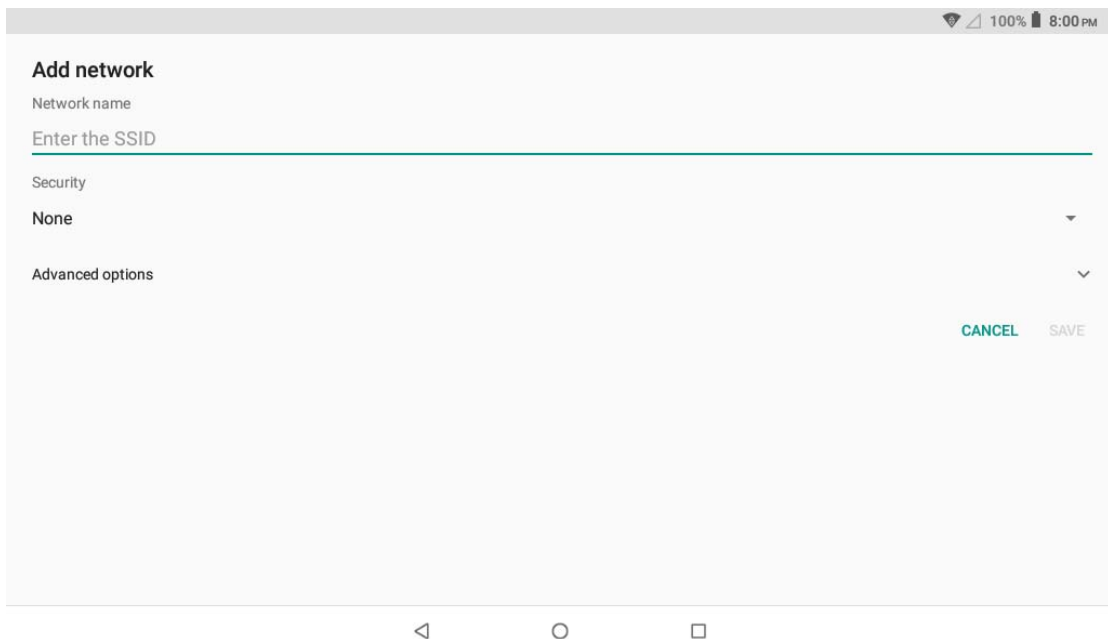 100% 8:00 PM
Add network
Network name
Enter the SSID
Security
None
Advanced options
CANCEL SAVE